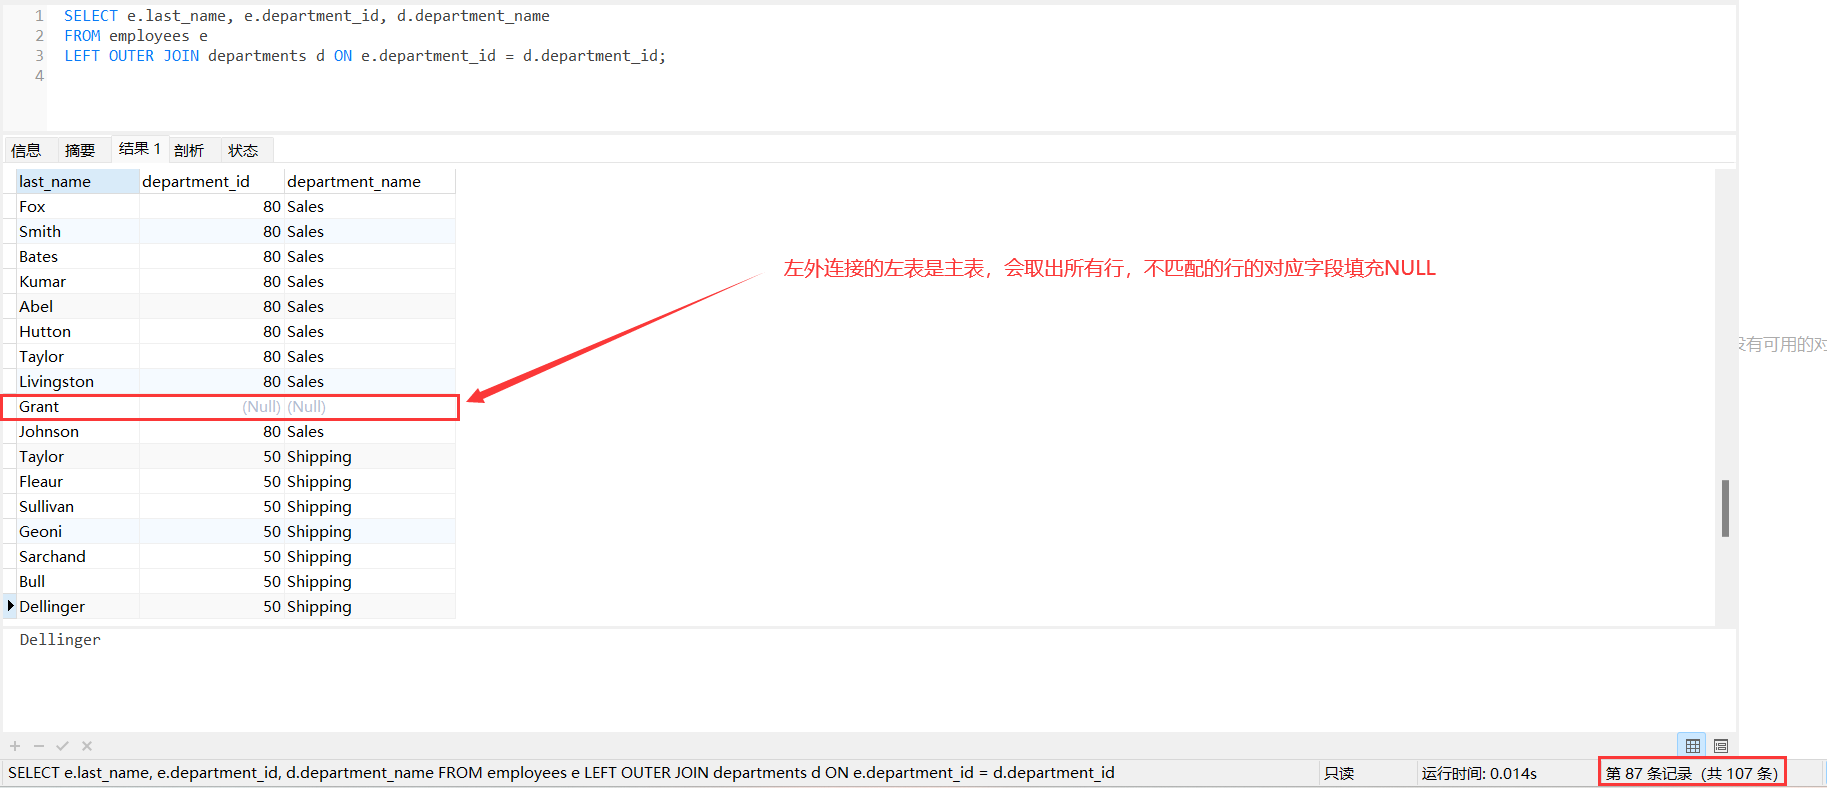 1 SELECT e.last_name, e.department_id, d.department_name
2 FROM employees e
3 LEFT OUTER JOIN departments d ON e.department_id = d.department_id;
4
信息 摘要 结果 1 剖析 状态
last_name department_id department_name
Fox 80 Sales
Smith 80 Sales
Bates 80 Sales
左外连接的左表是主表，会取出所有行，不匹配的行的对应字段填充NULL
Kumar 80 Sales
Abel 80 Sales
Hutton 80 Sales
Taylor 80 Sales
没有可用的对
Livingston 80 Sales
Grant (Null) (Null)
Johnson 80 Sales
Taylor 50 Shipping
Fleaur 50 Shipping
Sullivan 50 Shipping
Geoni 50 Shipping
Sarchand 50 Shipping
Bull 50 Shipping
Dellinger 50 Shipping
Dellinger
SELECT e.last_name, e.department_id, d.department_name FROM employees e LEFT OUTER JOIN departments d ON e.department_id = d.department_id 只读 运行时间: 0.014s 第 87 条记录 (共 107 条)